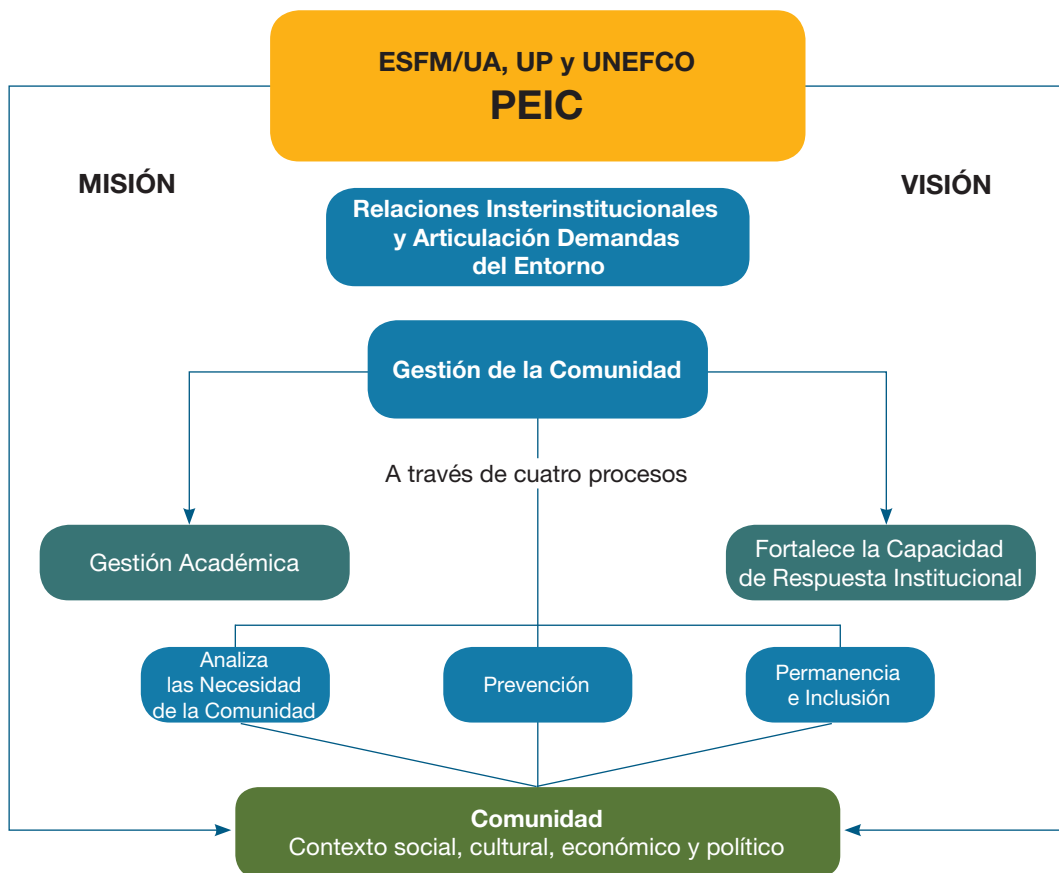 ESFM/UA, UP y UNEFCO
PEIC
MISIÓN
VISIÓN
Relaciones Insterinstitucionales
y Articulación Demandas
del Entorno
Gestión de la Comunidad
A través de cuatro procesos
Gestión Académica
Fortalece la Capacidad
de Respuesta Institucional
Analiza
las Necesidad
de la Comunidad
Prevención
Permanencia
e Inclusión
Comunidad
Contexto social, cultural, económico y político